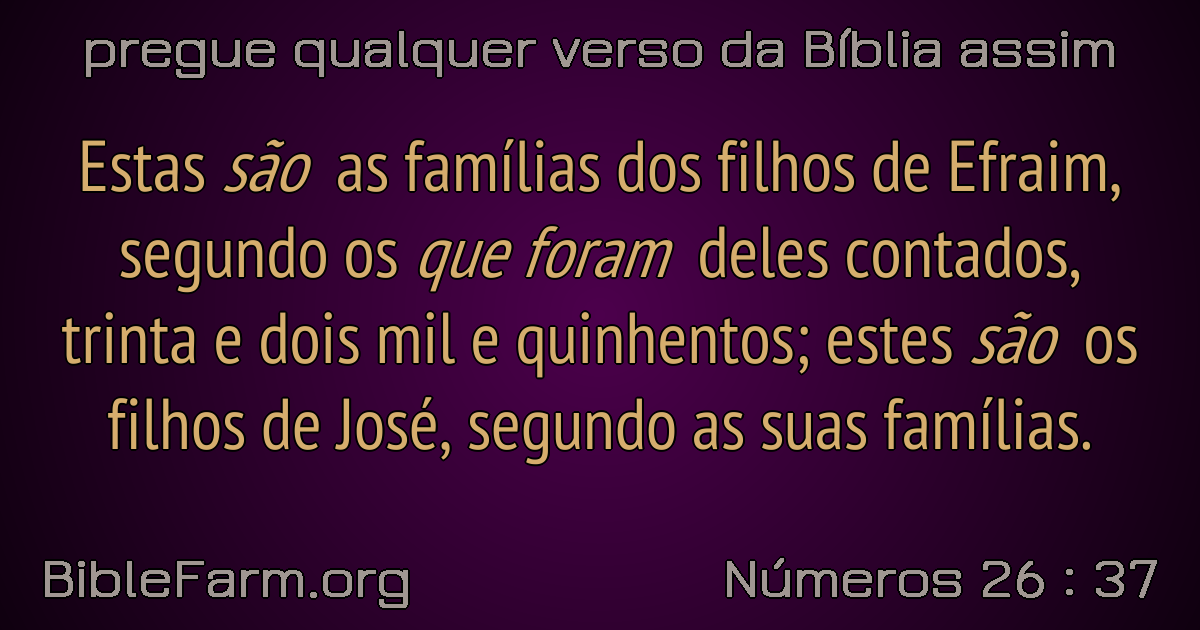 pregue qualquer verso da Bíblia assim
Estas são as famílias dos filhos de Efraim,
segundo os que foram deles contados,
trinta e dois mil e quinhentos; estes são os
filhos de José, segundo as suas famílias.
BibleFarm.org
Números 26 : 37